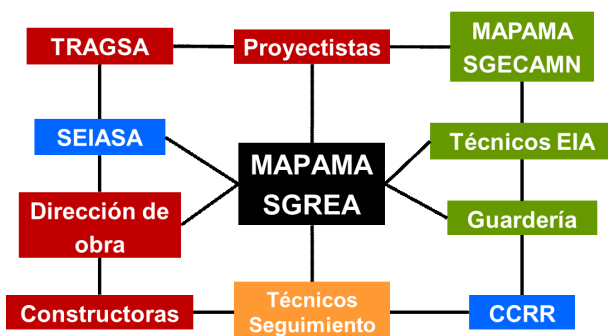 TRAGSA
Proyectistas
MAPAMA
SGECAMN
SEIASA
MAPAMA
SGREA
Técnicos EIA
Dirección de
obra
Guardería
Constructoras
Técnicos
Seguimiento
CCRR